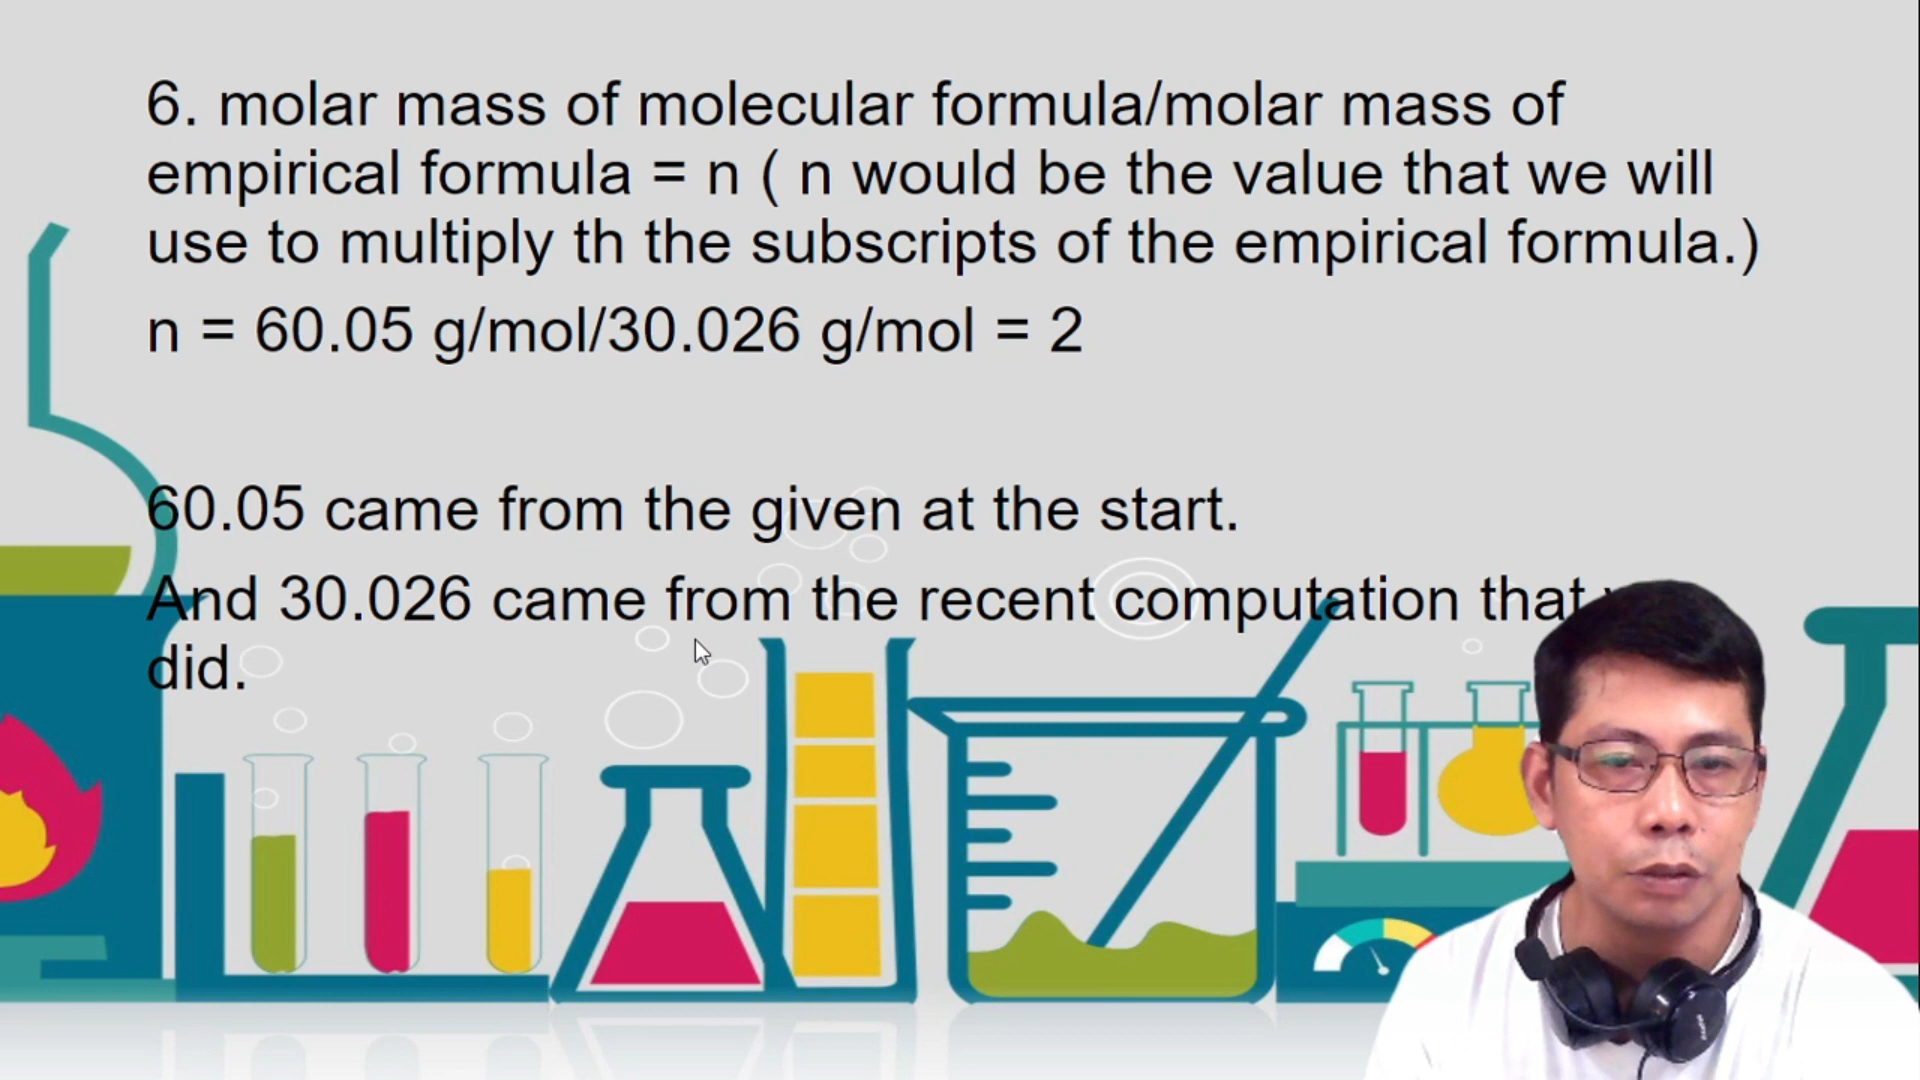 6. molar mass of molecular formula/molar mass of
empirical formula = n ( n would be the value that we will
use to multiply th the subscripts of the empirical formula.)
n = 60.05 g/mol/30.026 g/mol = 2
60.05 came from the given at the start.
And 30.026 came from the recent computation that
did.